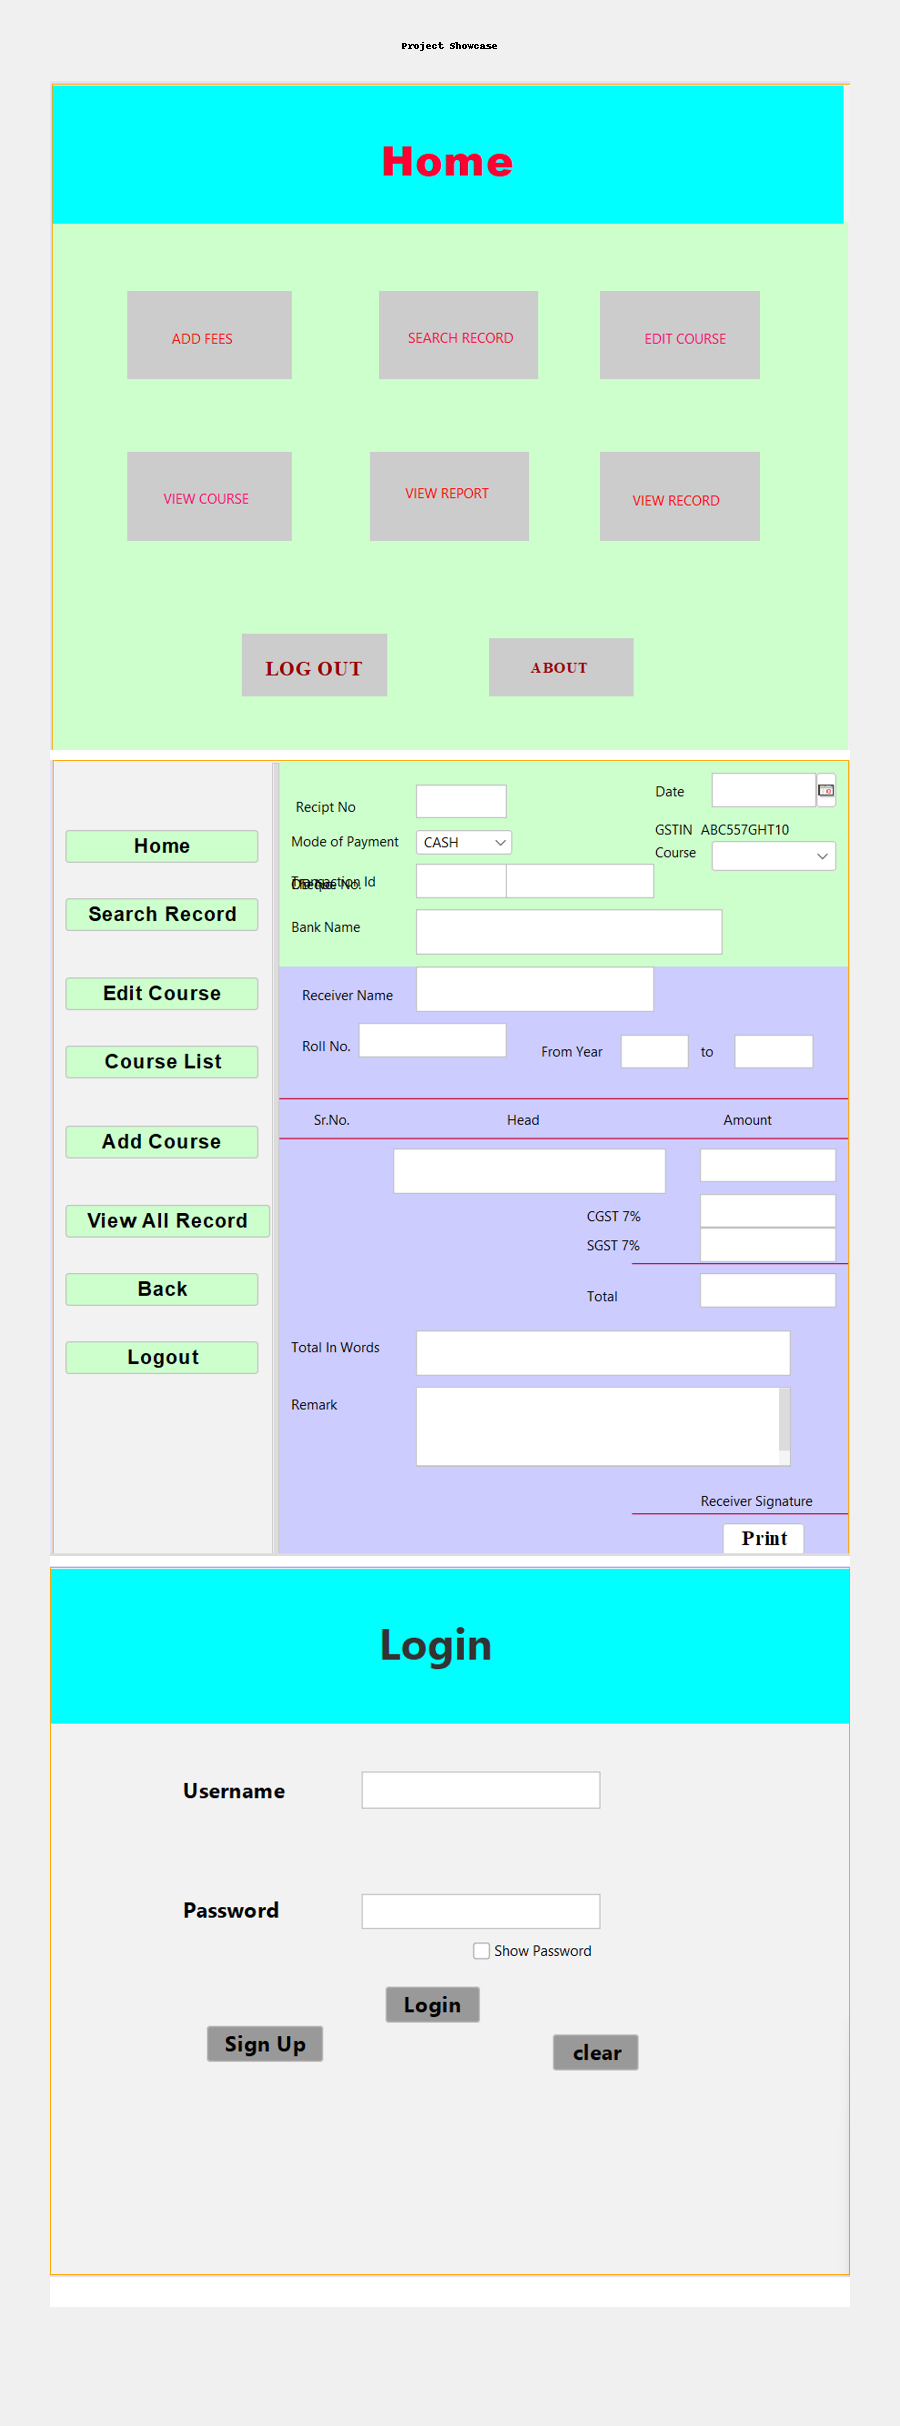 Project Showcase
Home
ADD FEES
SEARCH RECORD
EDIT COURSE
VIEW COURSE
VIEW REPORT
VIEW RECORD
LOG OUT
ABOUT
Home
Search Record
Edit Course
Course List
Add Course
View All Record
Back
Logout
Recipt No
Date
GSTIN ABC557GHT10
Mode of Payment
CASH
Course
Transaction Id
Bank Name
Receiver Name
Roll No.
From Year
to
Sr.No.
Head
Amount
CGST 7%
SGST 7%
Total
Total In Words
Remark
Receiver Signature
Print
Login
Username
Password
Show Password
Login
Sign Up
clear